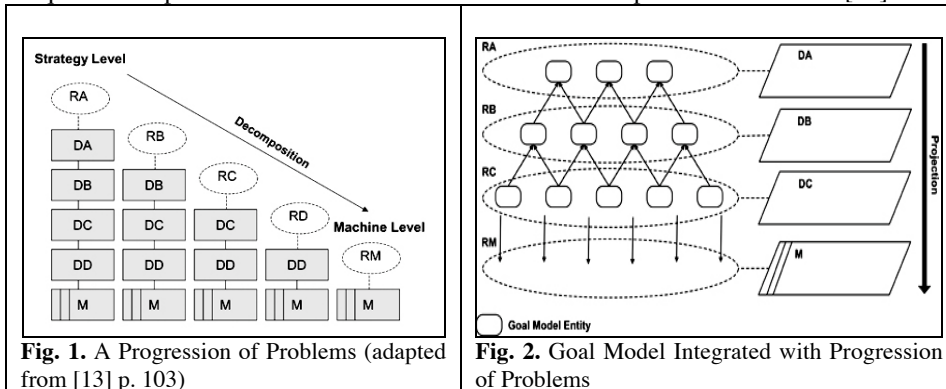 Strategy Level
RA
Decomposition
DA
RB
DB
DB
RC
DC
DC
DC
RD
Machine Level
DD
DD
DD
DD
RM
M
M
M
M
M
Fig. 1. A Progression of Problems (adapted
from [13] p. 103)
RA
DA
RB
DB
RC
DC
RM
M
Projection
Goal Model Entity
Fig. 2. Goal Model Integrated with Progression
of Problems